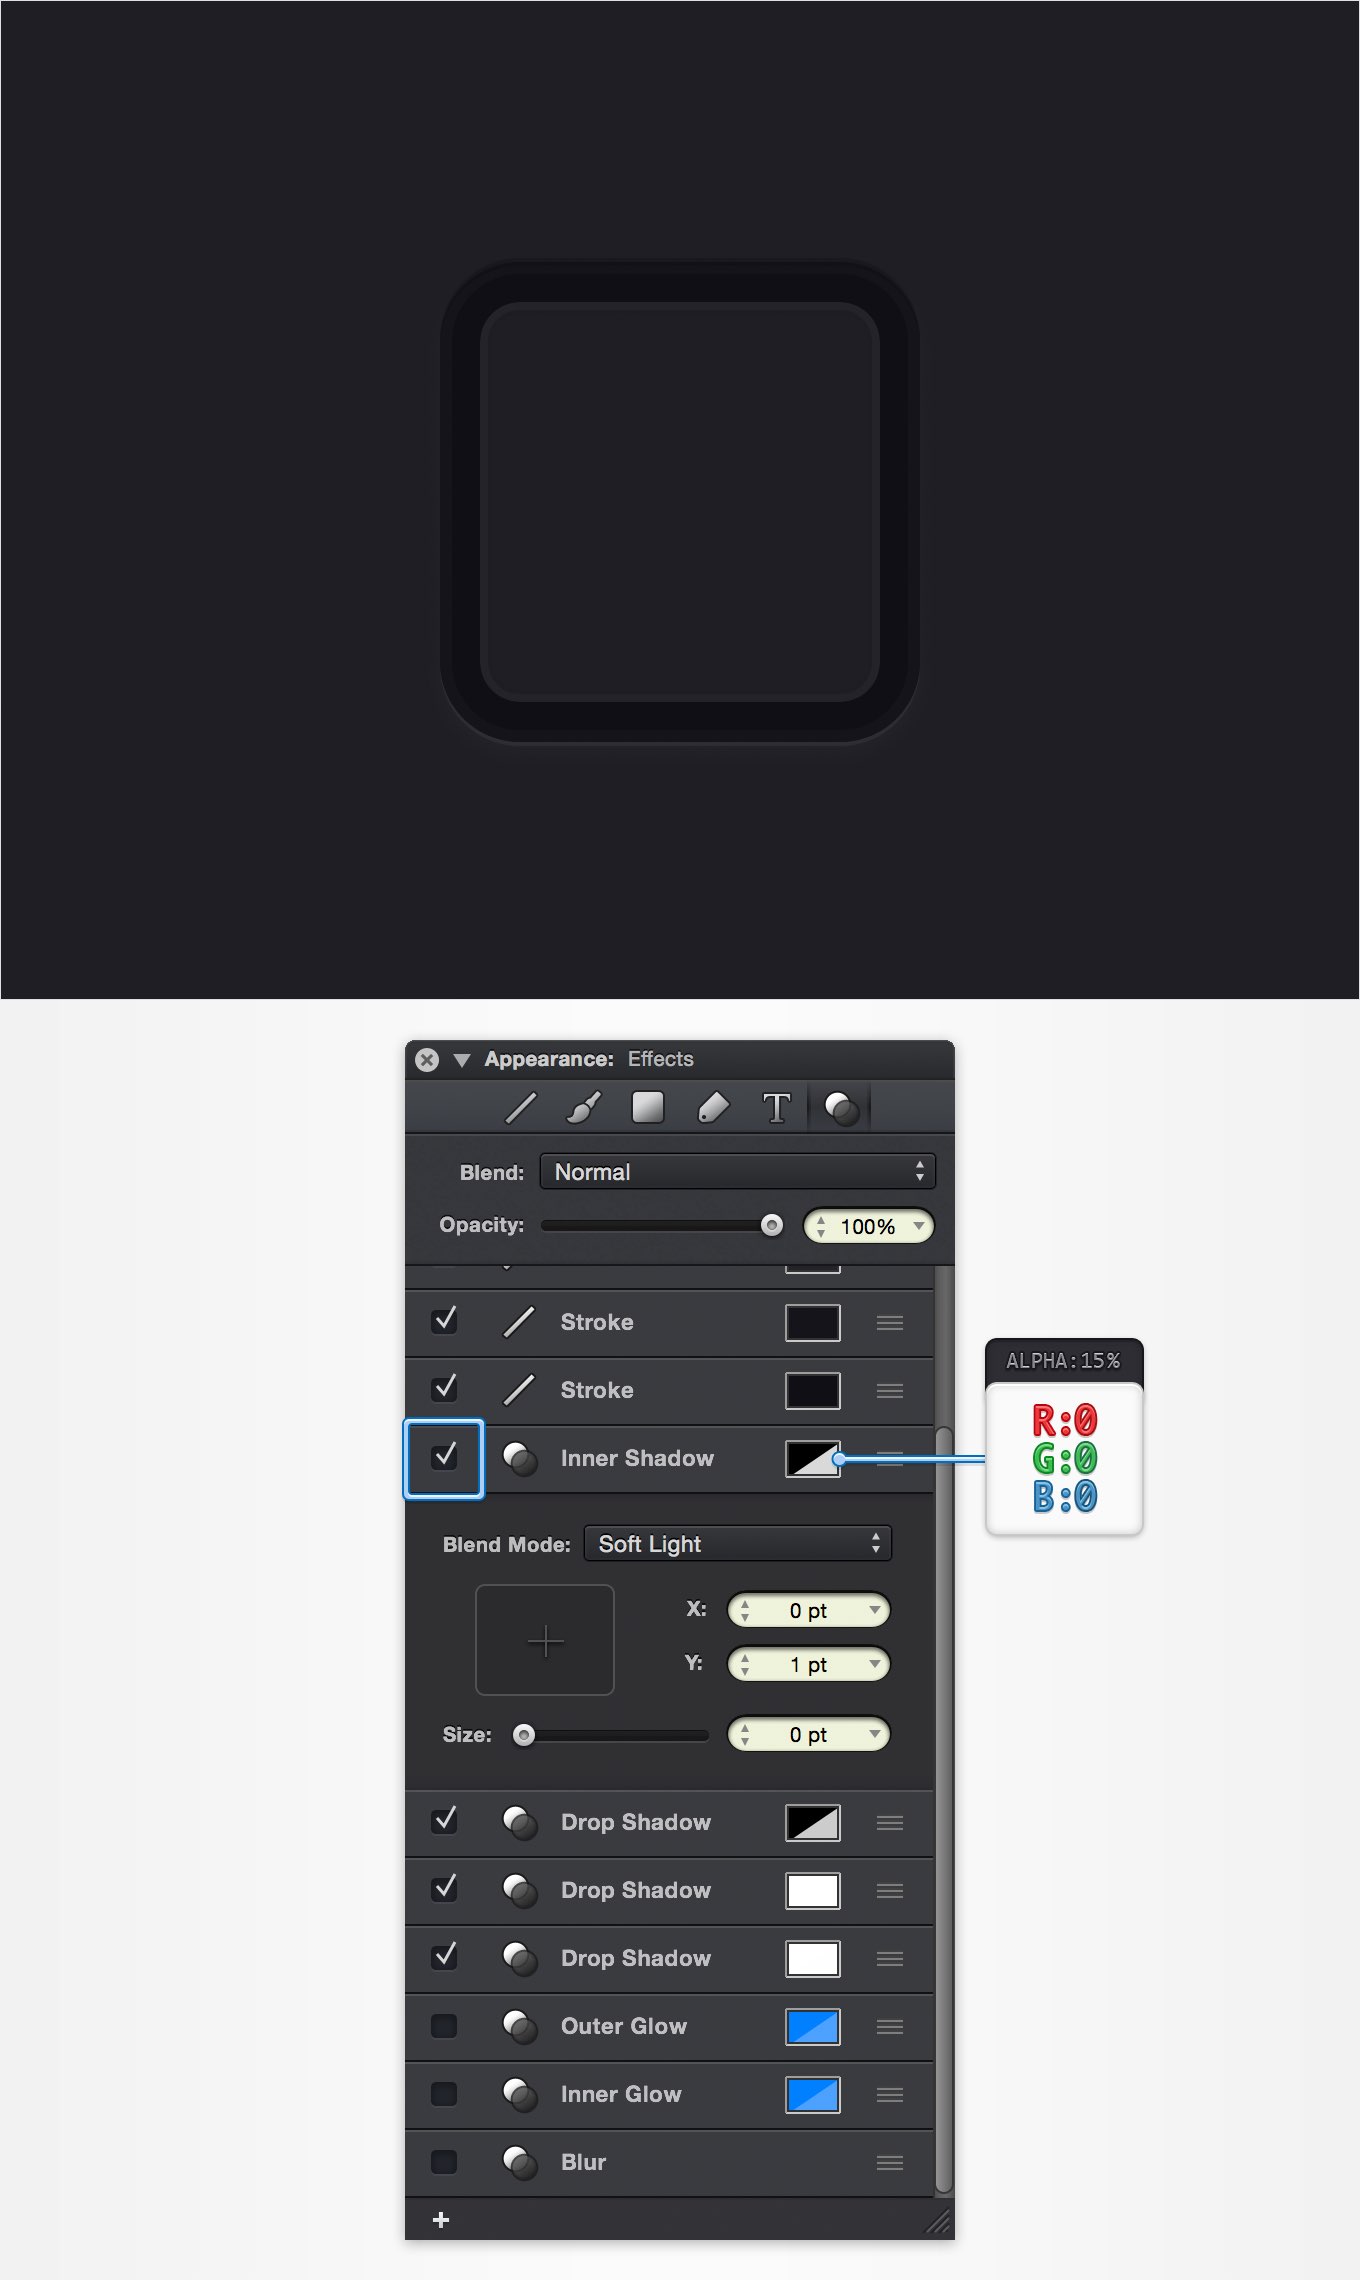 Appearance: Effects
T
Blend: Normal
Opacity: 100%
Stroke
Stroke
Inner Shadow
ALPHA:15%
R:0
G:0
B:0
Blend Mode: Soft Light
X: 0 pt
Y: 1 pt
Size: 0 pt
Drop Shadow
Drop Shadow
Drop Shadow
Outer Glow
Inner Glow
Blur